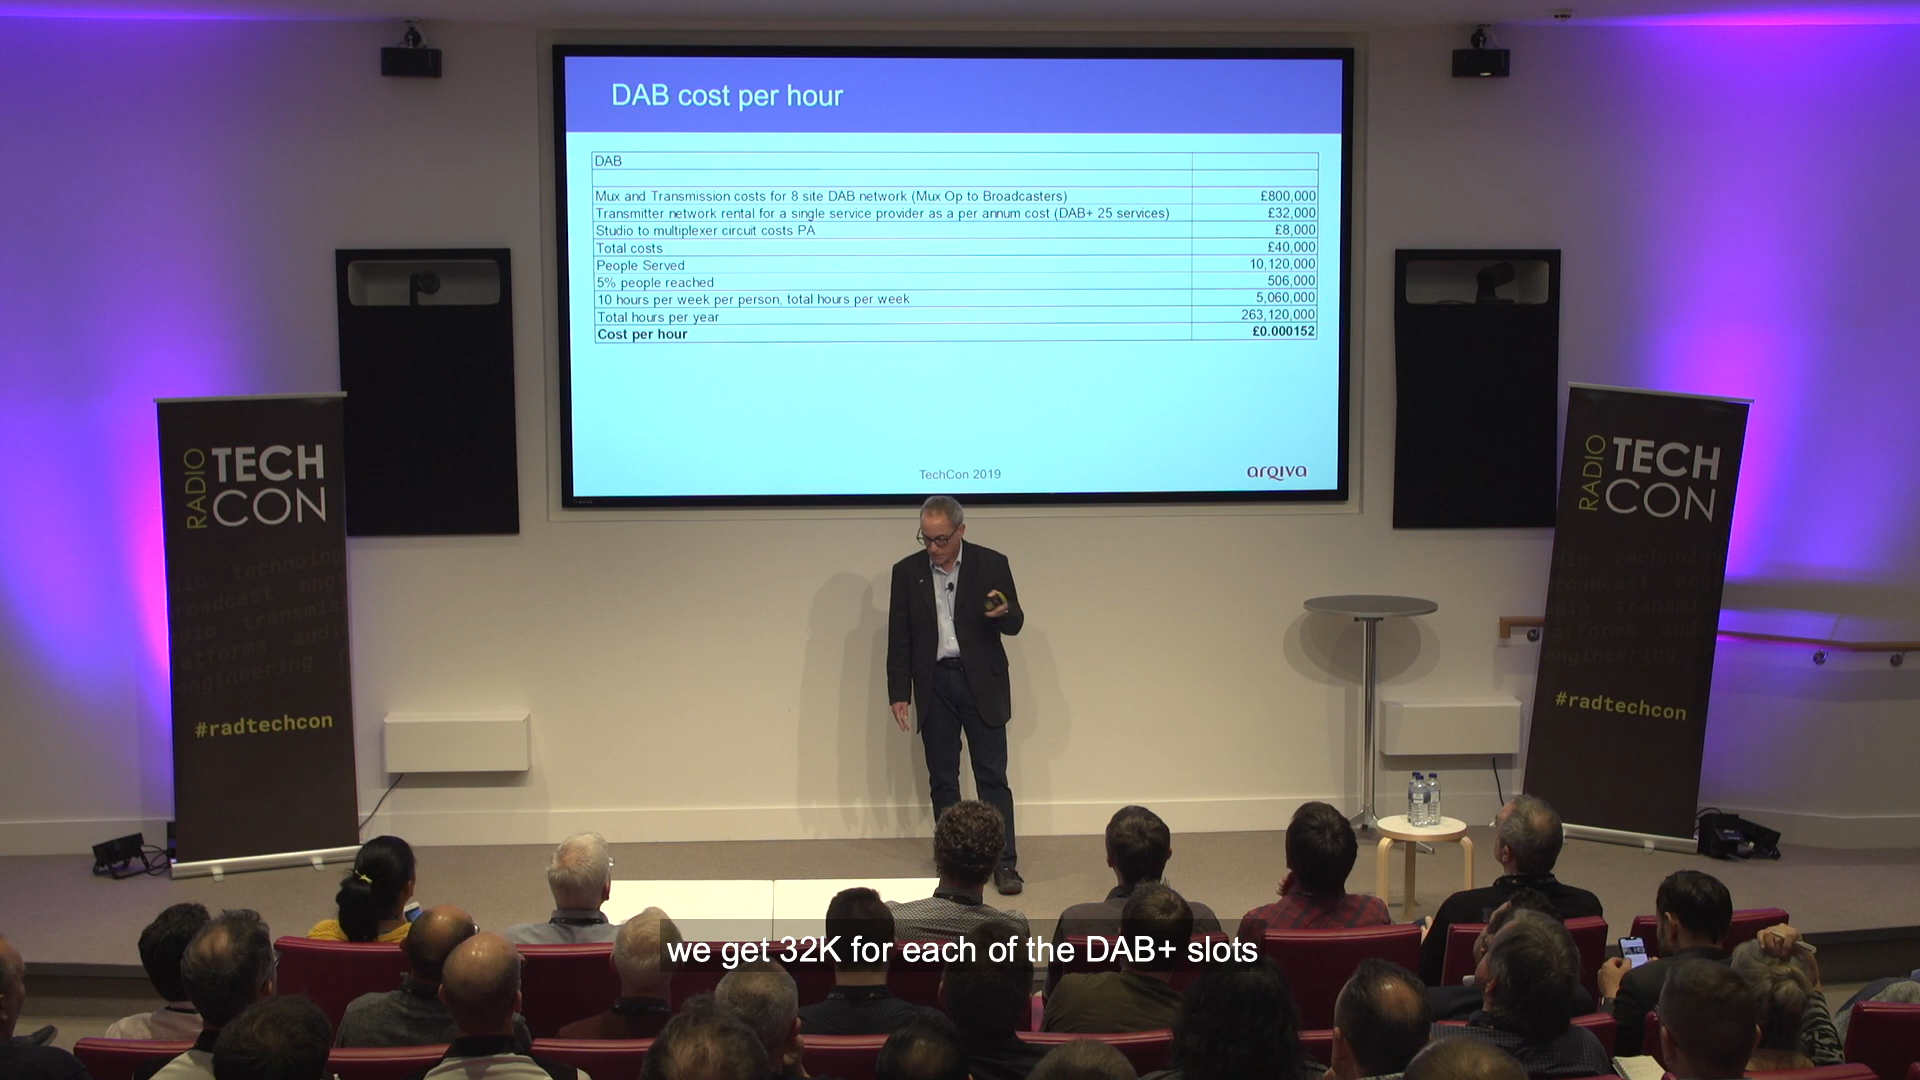 DAB cost per hour
DAB
Mux and Transmission costs for 8 site DAB network (Mux Op to Broadcasters) £800,000
Transmitter network rental for a single service provider as a per annum cost (DAB+ 25 services) £32,000
Studio to multiplexer circuit costs PA £8,000
Total costs £40,000
People Served 10,120,000
5% people reached 506,000
10 hours per week per person, total hours per week 5,060,000
Total hours per year 263,120,000
Cost per hour £0.000152
TechCon 2019
arqiva
RADIO
TECH
CON
#radtechcon
RADIO
TECH
CON
#radtechcon
we get 32K for each of the DAB+ slots